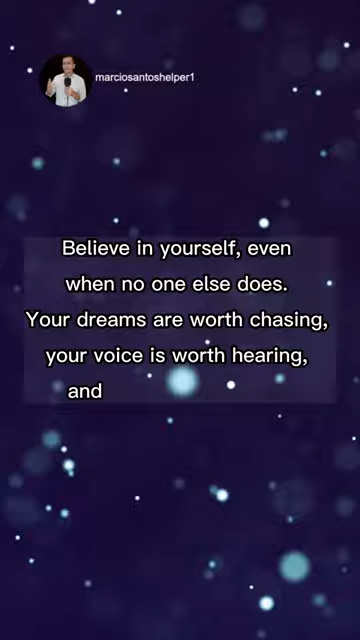 marciosantoshelper1
Believe in yourself, even
when no one else does.
Your dreams are worth chasing,
your voice is worth hearing,
and